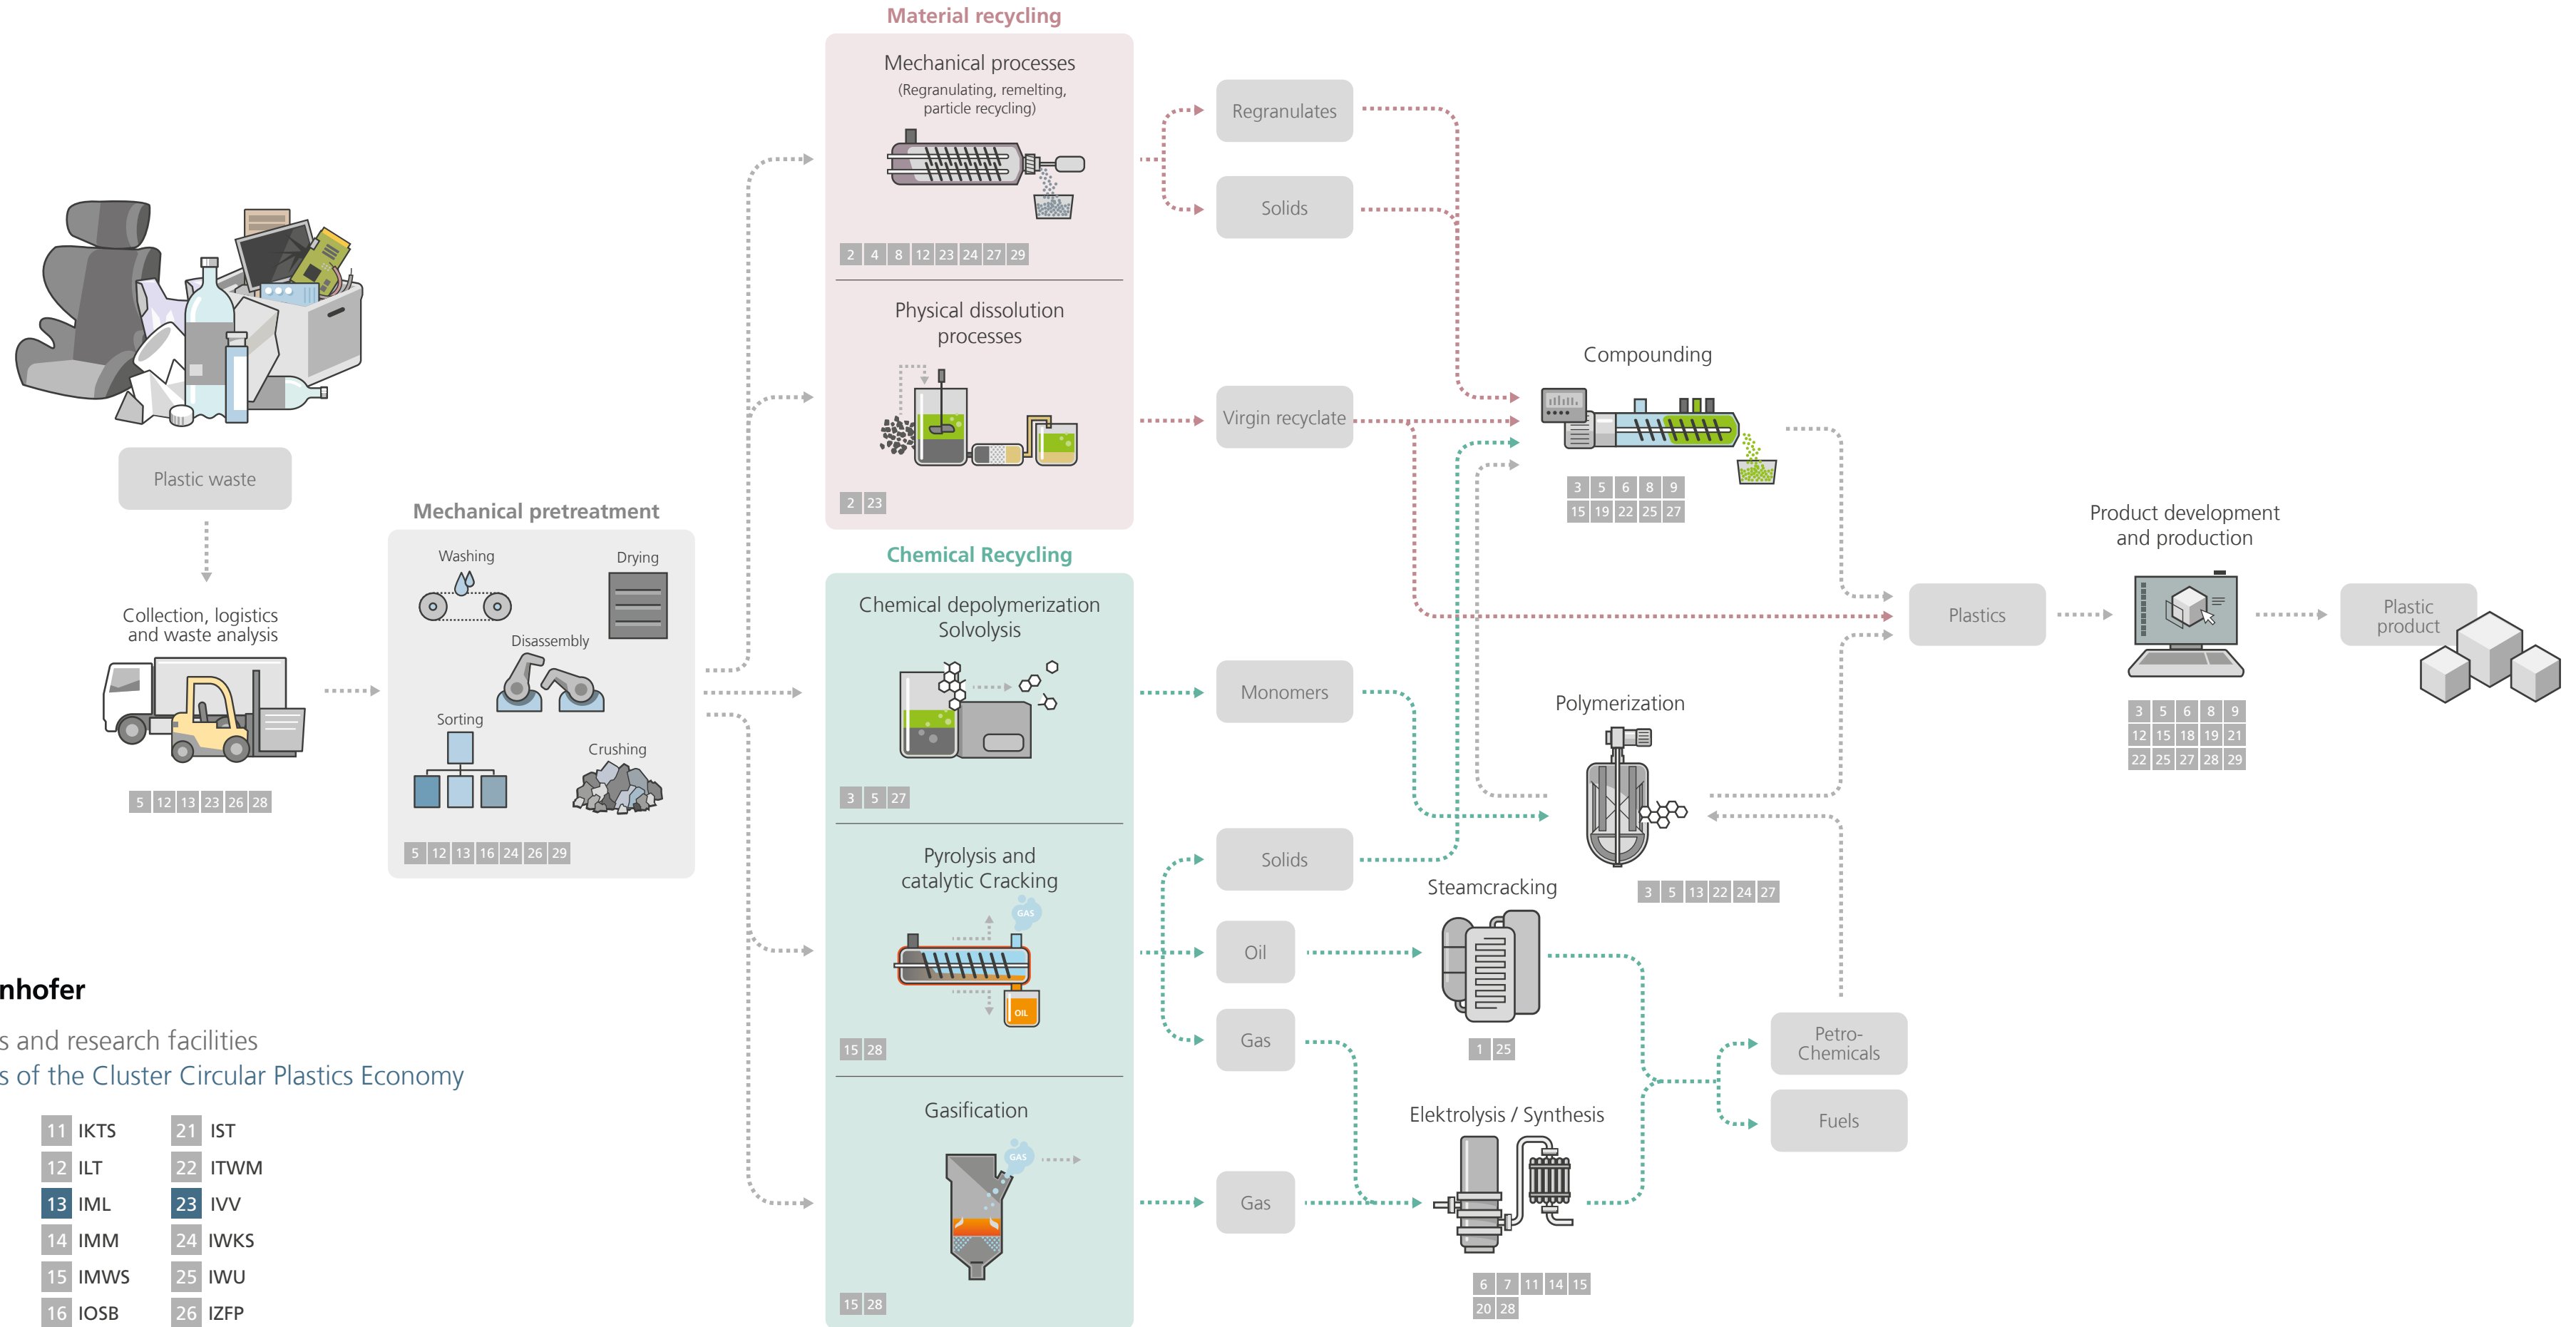 Material recycling
Mechanical processes
(Regranulating, remelting,
particle recycling)
2 4 8 12 23 24 27 29
Physical dissolution
processes
2 23
Regranulates
Solids
Virgin recyclate
Compounding
3 5 6 8 9
15 19 22 25 27
Plastic waste
Collection, logistics
and waste analysis
5 12 13 23 26 28
Mechanical pretreatment
Washing
Drying
Disassembly
Sorting
Crushing
5 12 13 16 24 26 29
Chemical Recycling
Chemical depolymerization
Solvolysis
3 5 27
Pyrolysis and
catalytic Cracking
GAS
OIL
15 28
Gasification
GAS
15 28
Monomers
Solids
Oil
Gas
Gas
Polymerization
3 5 13 22 24 27
Steamcracking
1 25
Elektrolysis / Synthesis
6 7 11 14 15
20 28
Petro-
Chemicals
Fuels
Plastics
Product development
and production
3 5 6 8 9
12 15 18 19 21
22 25 27 28 29
Plastic
product
nhofer
s and research facilities
s of the Cluster Circular Plastics Economy
11 IKTS
12 ILT
13 IML
14 IMM
15 IMWS
16 IOSB
21 IST
22 ITWM
23 IVV
24 IWKS
25 IWU
26 IZFP